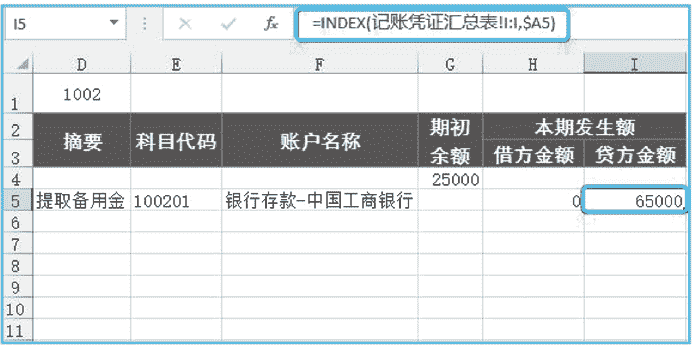 I5 fx =INDEX(记账凭证汇总表!I:I,$A5)
D E F G H I
1 1002
2 摘要 科目代码 账户名称 期初 本期发生额
3 余额 借方金额 贷方金额
4 25000
5 提取备用金 100201 银行存款-中国工商银行 0 65000
6
7
8
9
10
11